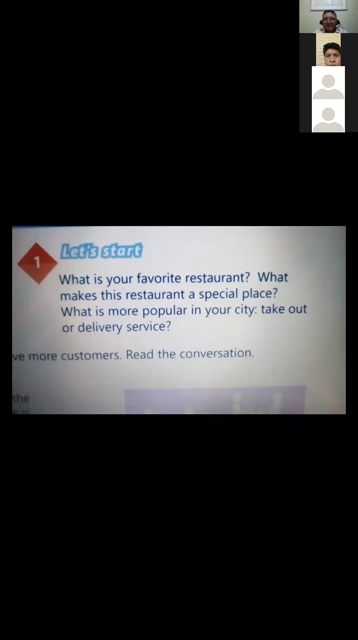 1
Let's start
What is your favorite restaurant? What
makes this restaurant a special place?
What is more popular in your city: take out
or delivery service?
ve more customers. Read the conversation.
the